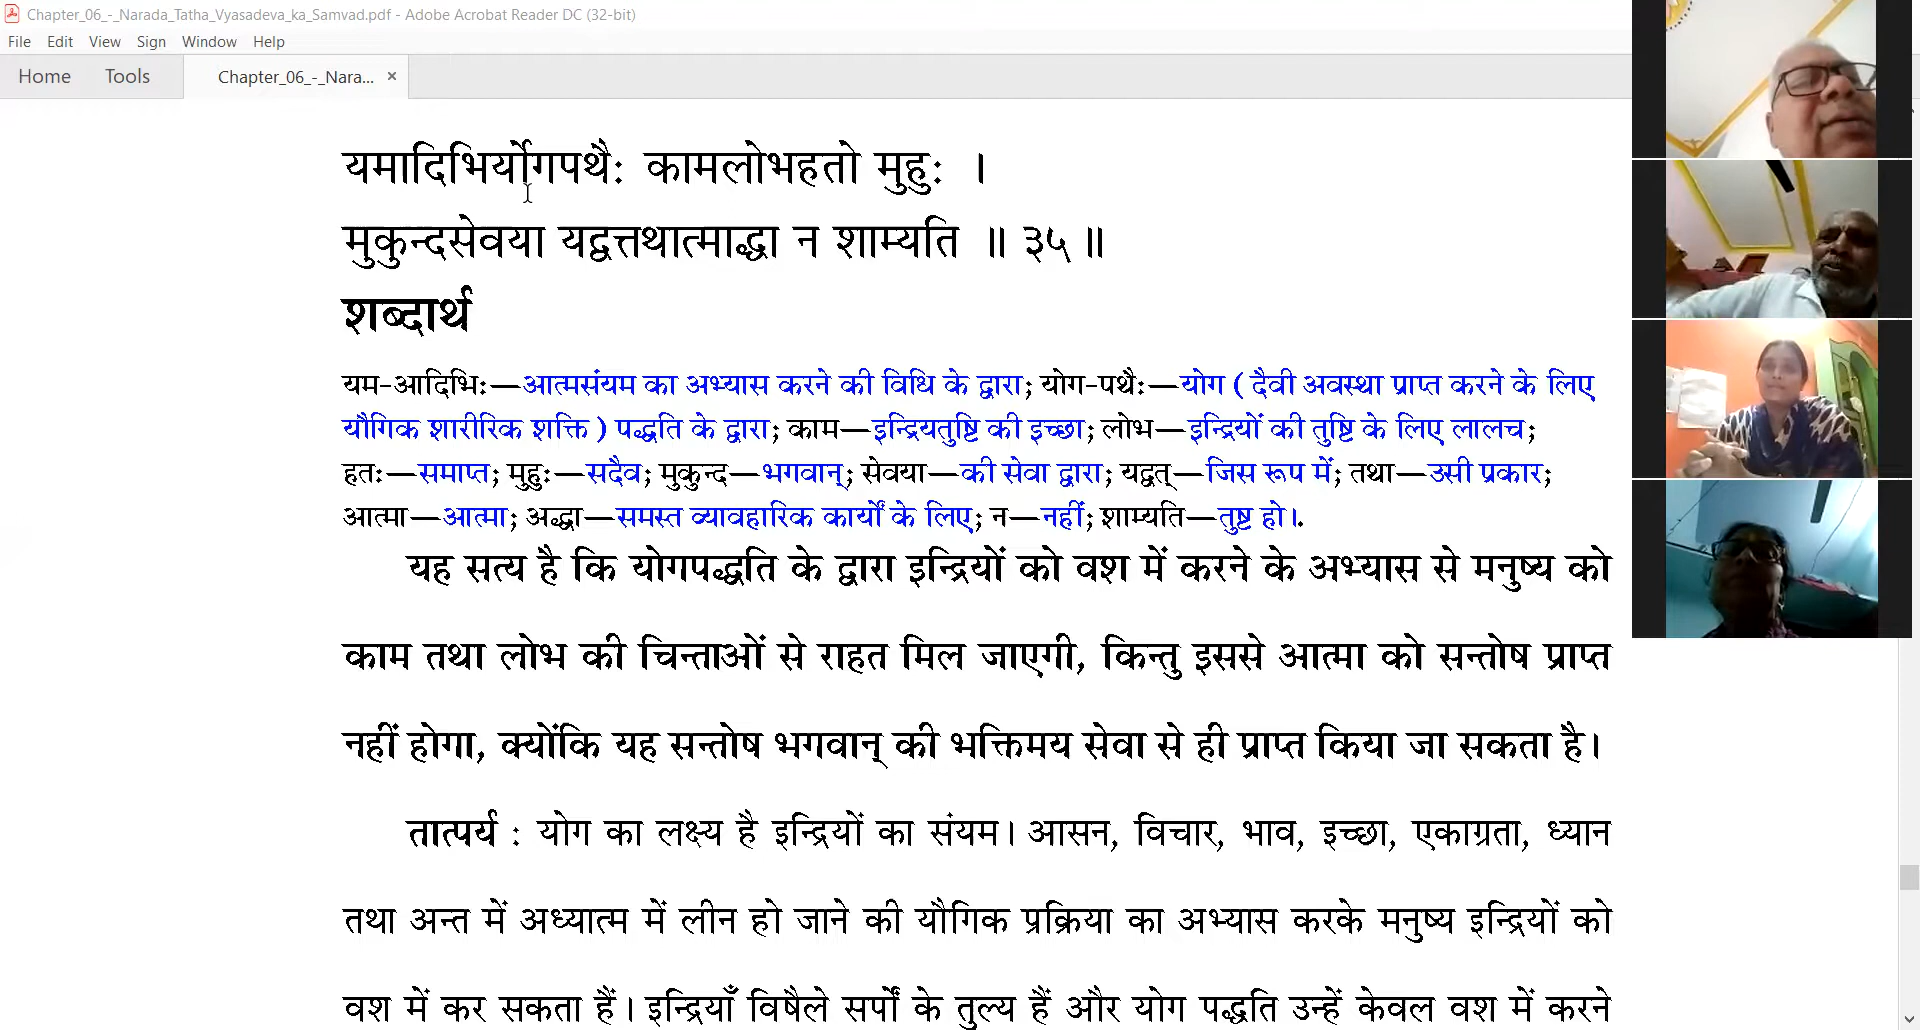 Chapter_06_-_Narada_Tatha_Vyasadeva_ka_Samvad.pdf - Adobe Acrobat Reader DC (32-bit)
File Edit View Sign Window Help
Home Tools Chapter_06_-_Nara... ×
यमादिभिर्योगपथैः कामलोभहतो मुहुः ।
मुकुन्दसेवया यद्वत्तथात्माद्धा न शाम्यति ॥ ३५ ॥
शब्दार्थ
यम-आदिभिः—आत्मसंयम का अभ्यास करने की विधि के द्वारा; योग-पथैः—योग ( दैवी अवस्था प्राप्त करने के लिए
यौगिक शारीरिक शक्ति ) पद्धति के द्वारा; काम—इन्द्रियतुष्टि की इच्छा; लोभ—इन्द्रियों की तुष्टि के लिए लालच;
हतः—समाप्त; मुहुः—सदैव; मुकुन्द—भगवान्; सेवया—की सेवा द्वारा; यद्वत्—जिस रूप में; तथा—उसी प्रकार;
आत्मा—आत्मा; अद्धा—समस्त व्यावहारिक कार्यों के लिए; न—नहीं; शाम्यति—तुष्ट हो।.
यह सत्य है कि योगपद्धति के द्वारा इन्द्रियों को वश में करने के अभ्यास से मनुष्य को
काम तथा लोभ की चिन्ताओं से राहत मिल जाएगी, किन्तु इससे आत्मा को सन्तोष प्राप्त
नहीं होगा, क्योंकि यह सन्तोष भगवान् की भक्तिमय सेवा से ही प्राप्त किया जा सकता है।
तात्पर्य : योग का लक्ष्य है इन्द्रियों का संयम। आसन, विचार, भाव, इच्छा, एकाग्रता, ध्यान
तथा अन्त में अध्यात्म में लीन हो जाने की यौगिक प्रक्रिया का अभ्यास करके मनुष्य इन्द्रियों को
वश में कर सकता हैं। इन्द्रियाँ विषैले सर्पों के तुल्य हैं और योग पद्धति उन्हें केवल वश में करने